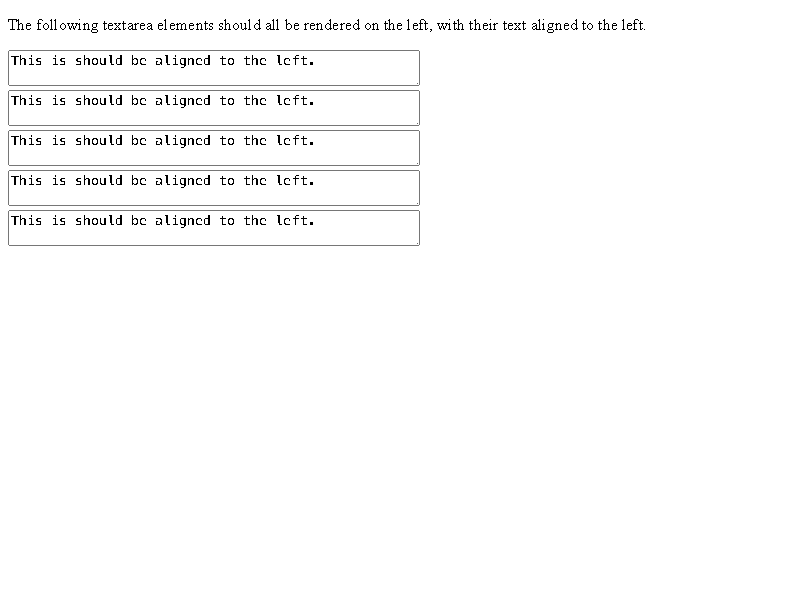 The following textarea elements should all be rendered on the left, with their text aligned to the left.
This is should be aligned to the left.
This is should be aligned to the left.
This is should be aligned to the left.
This is should be aligned to the left.
This is should be aligned to the left.